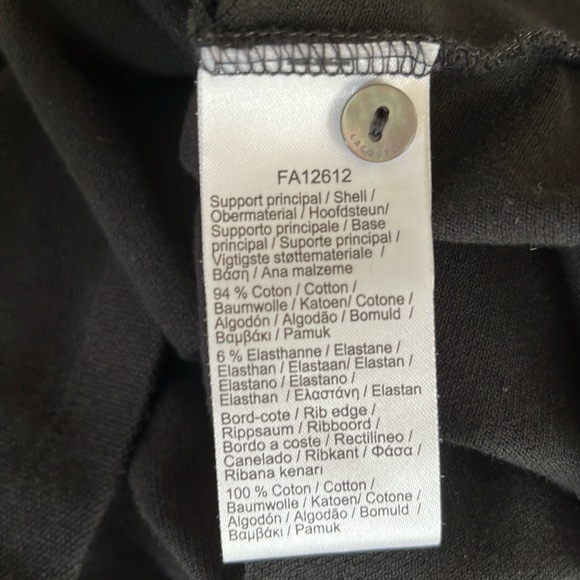 LACOSTE
FA12612
Support principal / Shell /
Obermaterial / Hoofdsteun/
Supporto principale / Base
principal / Suporte principal /
Vigtigste støttemateriale /
Βάση / Ana malzeme
94 % Coton / Cotton /
Baumwolle / Katoen/ Cotone /
Algodón / Algodão / Bomuld /
Βαμβάκι / Pamuk
6 % Elasthanne / Elastane /
Elasthan / Elastaan/ Elastan /
Elastano / Elastano /
Elasthan / Ελαστάνη / Elastan
Bord-cote / Rib edge /
Rippsaum / Ribboord /
Bordo a coste / Rectilineo /
Canelado / Ribkant / Φάσα /
Ribana kenarı
100 % Coton / Cotton /
Baumwolle / Katoen/ Cotone /
Algodón / Algodão / Bomuld /
Βαμβάκι / Pamuk